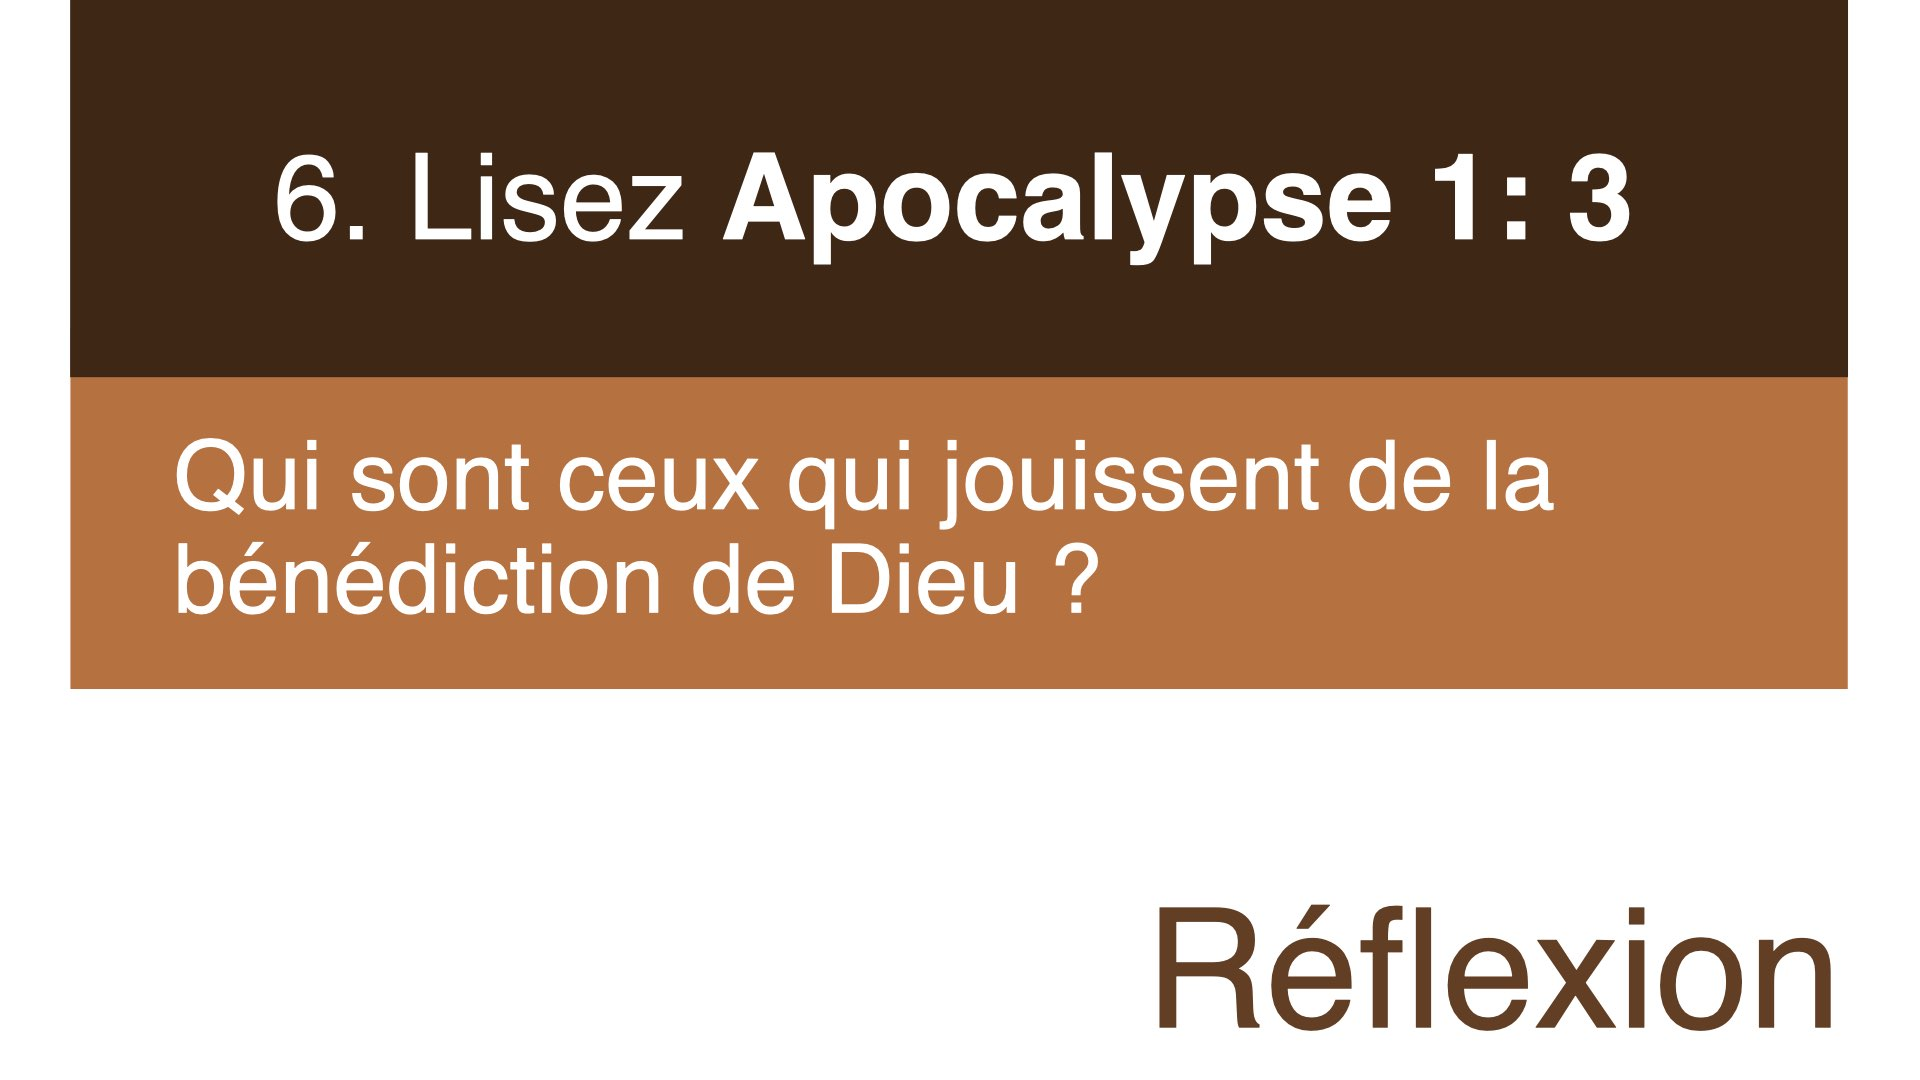 6. Lisez Apocalypse 1: 3
Qui sont ceux qui jouissent de la
bénédiction de Dieu ?
Réflexion